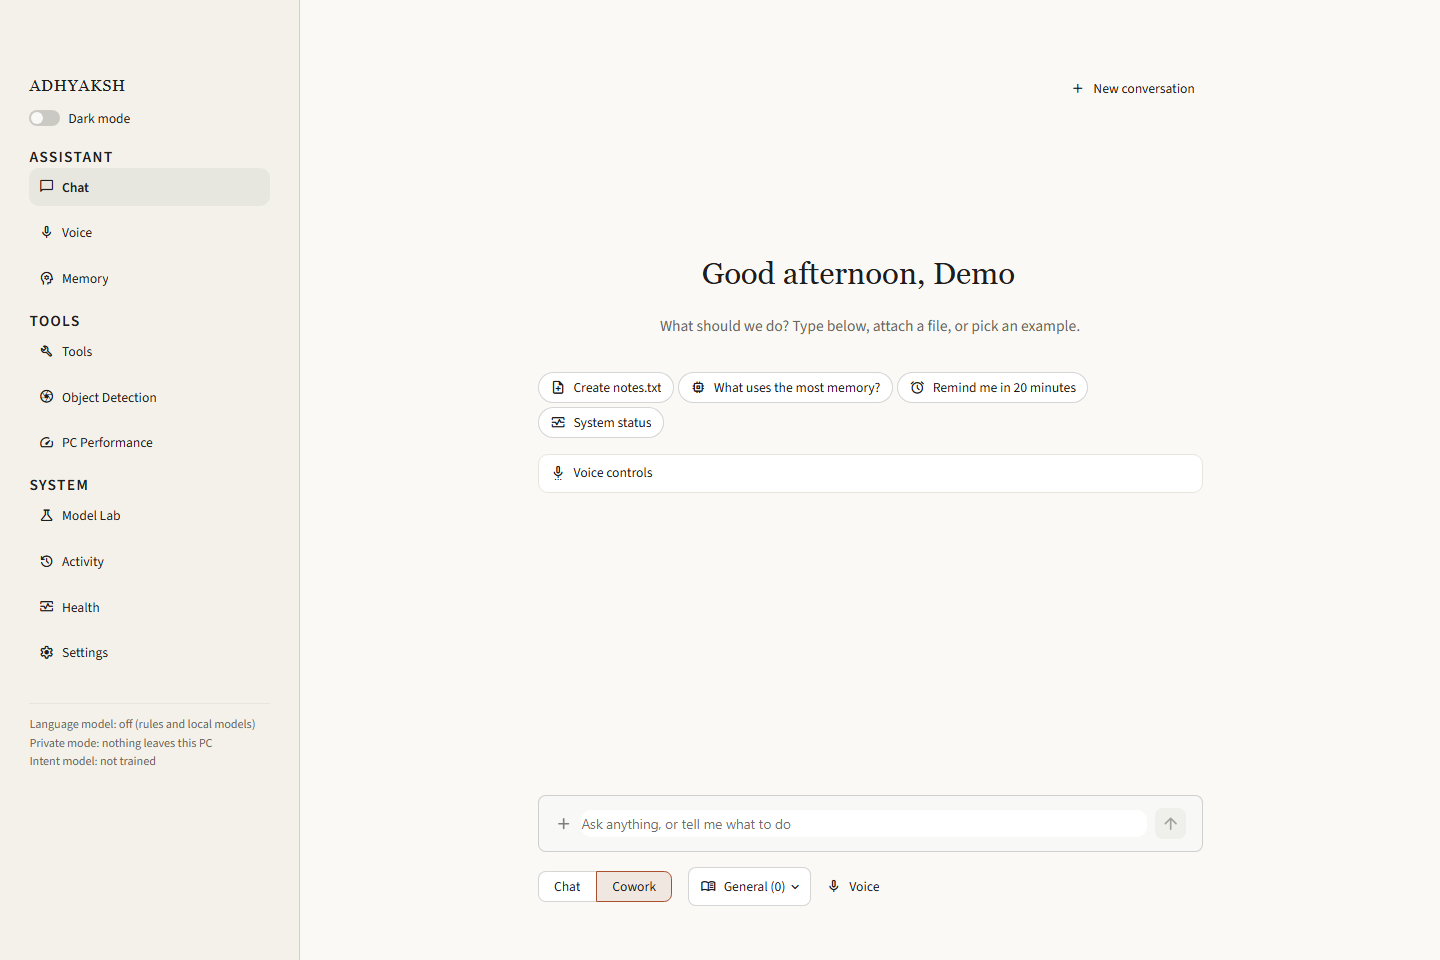 ADHYAKSH
Dark mode
ASSISTANT
Chat
Voice
Memory
TOOLS
Tools
Object Detection
PC Performance
SYSTEM
Model Lab
Activity
Health
Settings
Language model: off (rules and local models)
Private mode: nothing leaves this PC
Intent model: not trained
New conversation
Good afternoon, Demo
What should we do? Type below, attach a file, or pick an example.
Create notes.txt What uses the most memory? Remind me in 20 minutes
System status
Voice controls
Ask anything, or tell me what to do
Chat Cowork General (0) Voice